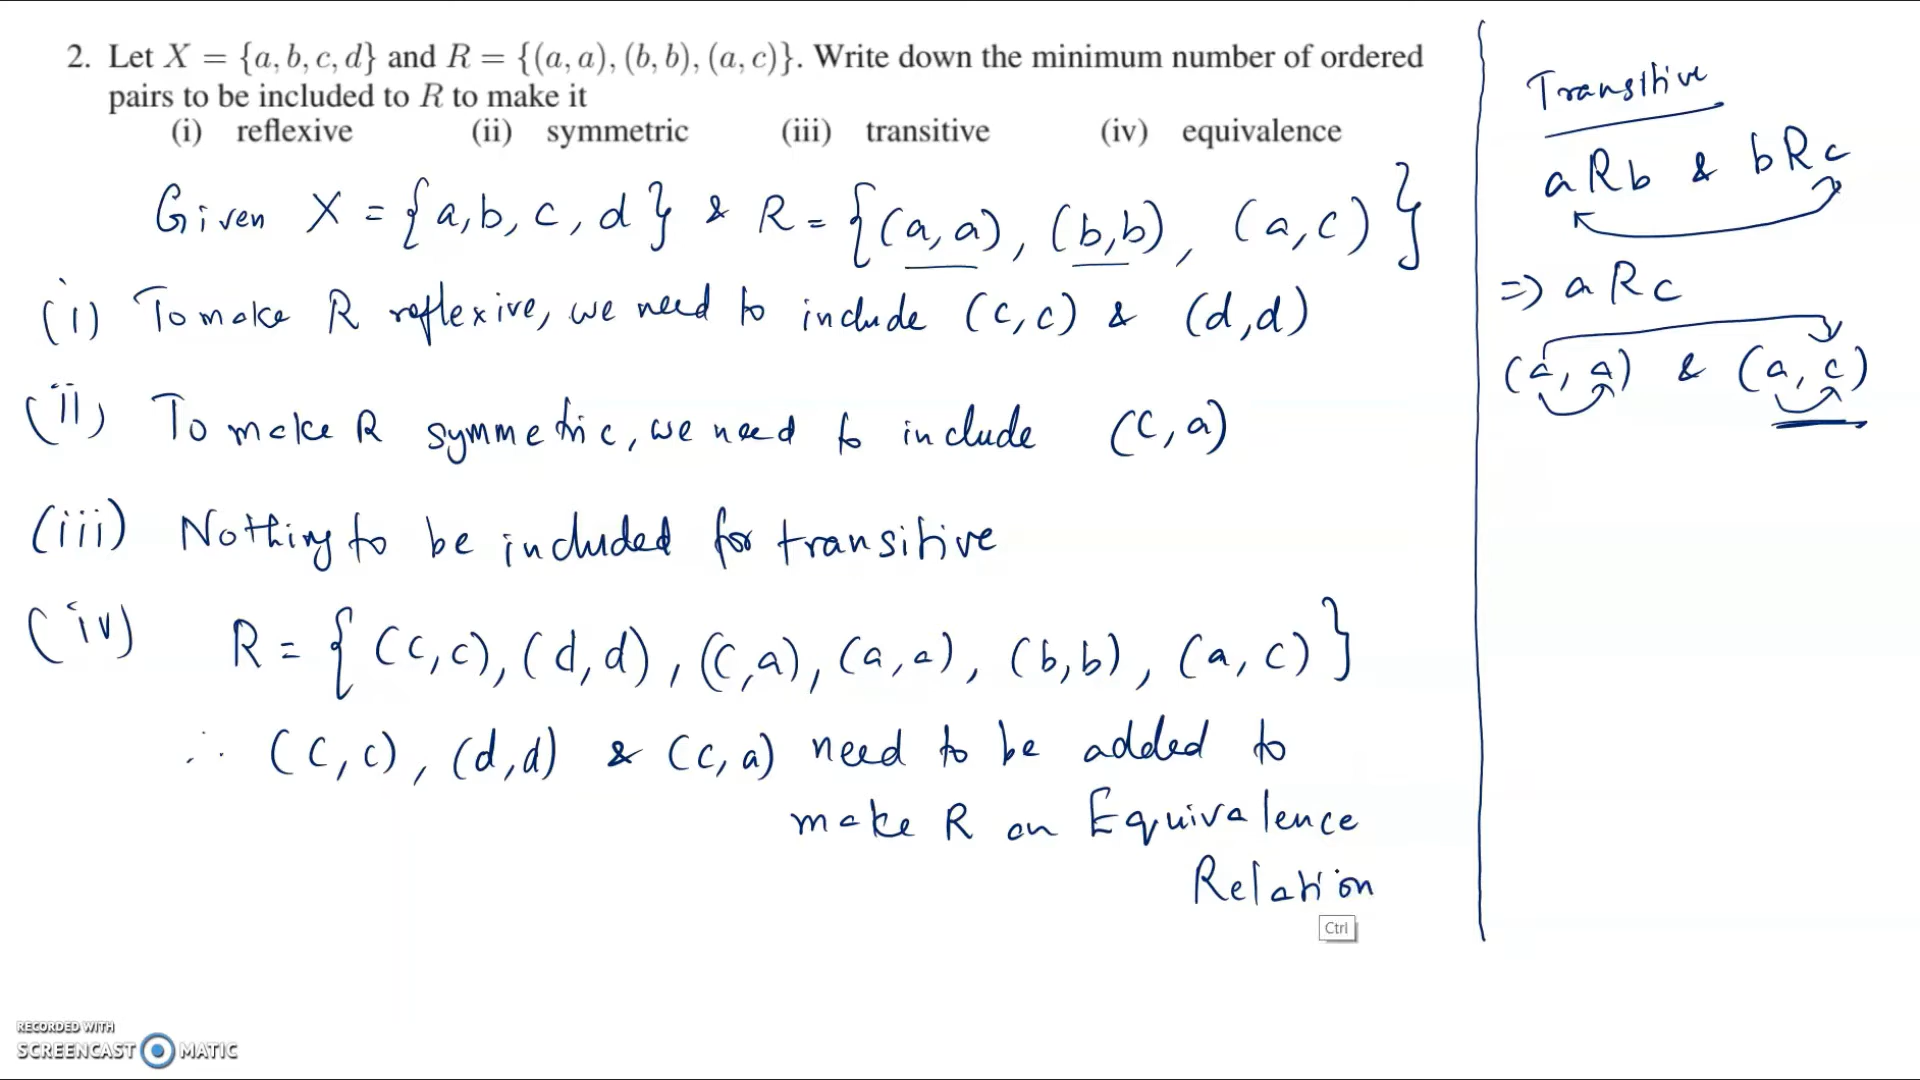 2. Let X = {a, b, c, d} and R = {(a, a), (b, b), (a, c)}. Write down the minimum number of ordered
pairs to be included to R to make it
(i) reflexive (ii) symmetric (iii) transitive (iv) equivalence
Given X = {a, b, c, d} & R = {(a, a), (b, b), (a, c)}
(i) To make R reflexive, we need to include (c, c) & (d, d)
(ii) To make R symmetric, we need to include (c, a)
(iii) Nothing to be included for transitive
(iv) R = {(c, c), (d, d), (c, a), (a, a), (b, b), (a, c)}
∴ (c, c), (d, d) & (c, a) need to be added to
make R an Equivalence
Relation
Ctrl
Transitive
aRb & bRc
=> aRc
(a, a) & (a, c)
RECORDED WITH
SCREENCAST MATIC